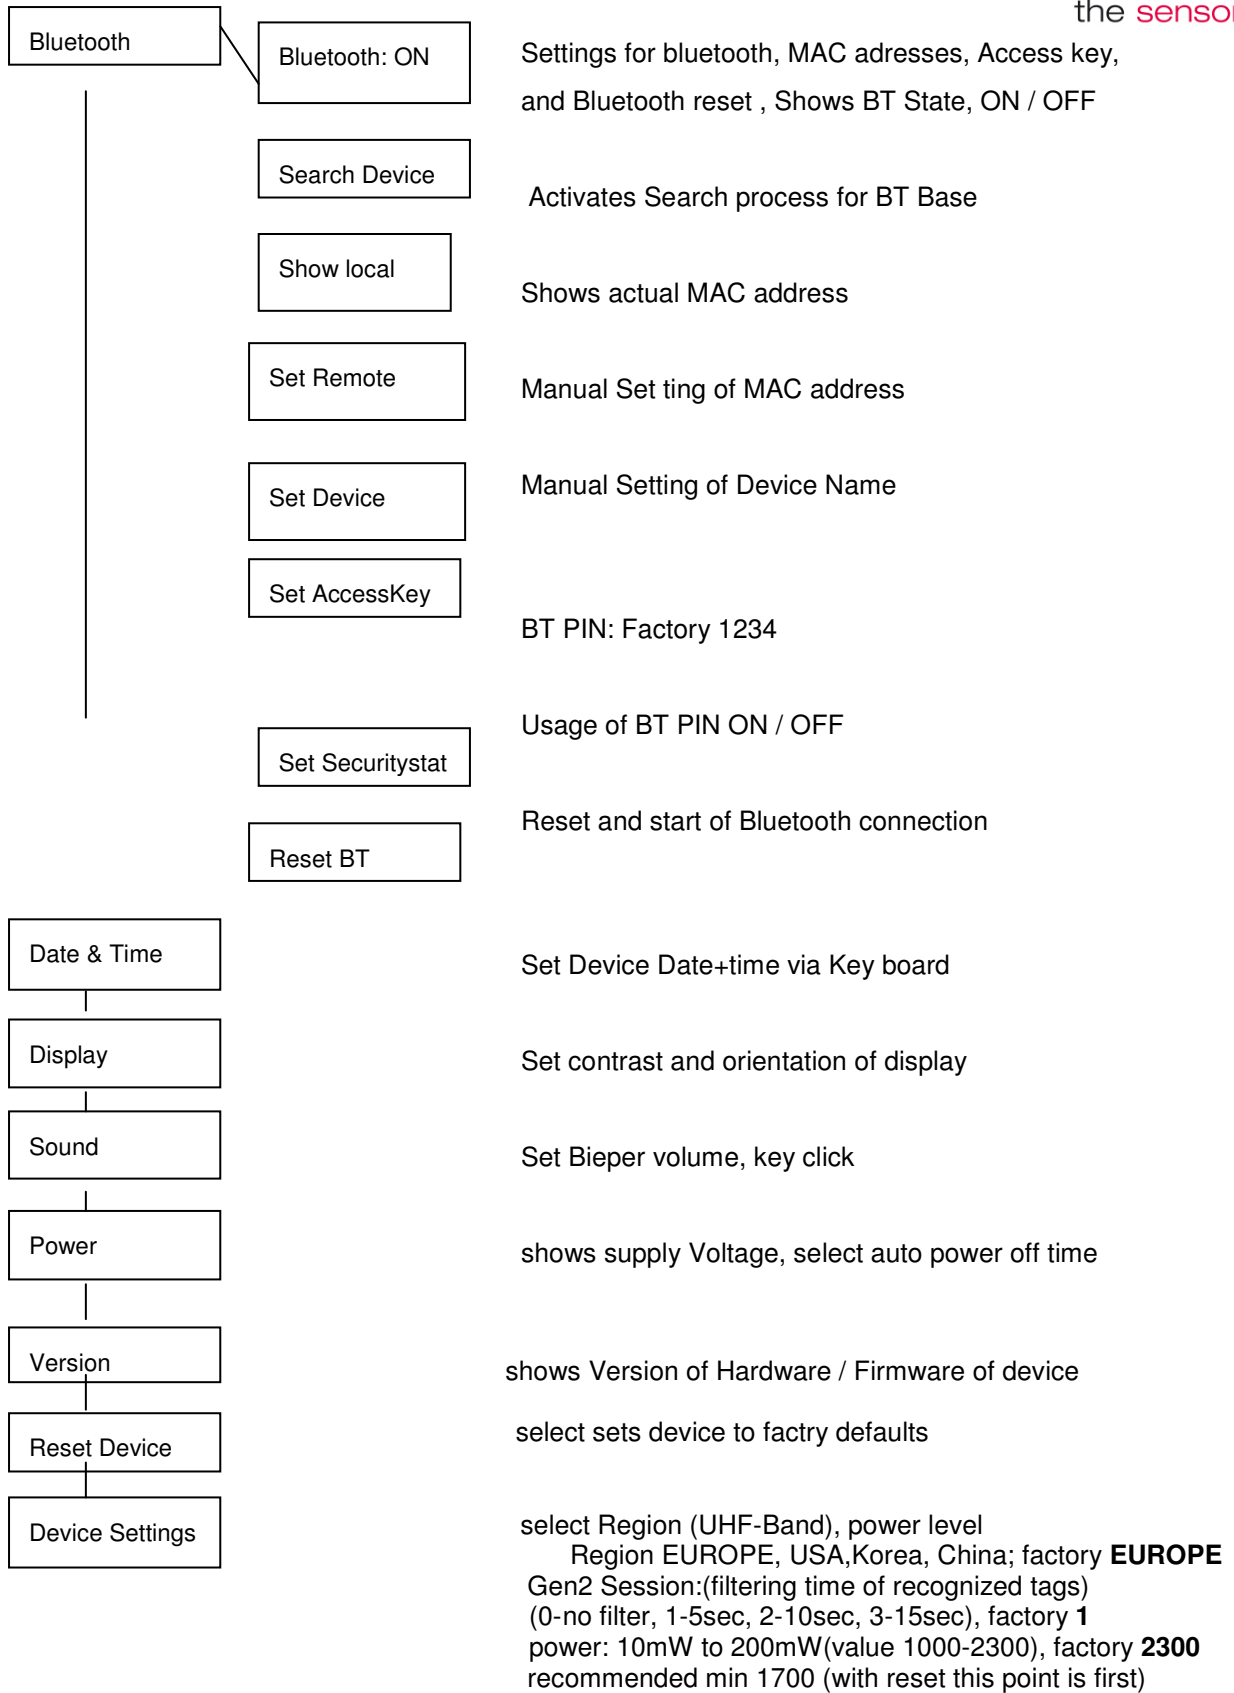 the sensor
Bluetooth
Bluetooth: ON
Settings for bluetooth, MAC adresses, Access key,
and Bluetooth reset , Shows BT State, ON / OFF
Search Device
Activates Search process for BT Base
Show local
Shows actual MAC address
Set Remote
Manual Set ting of MAC address
Set Device
Manual Setting of Device Name
Set AccessKey
BT PIN: Factory 1234
Usage of BT PIN ON / OFF
Set Securitystat
Reset and start of Bluetooth connection
Reset BT
Date & Time
Set Device Date+time via Key board
Display
Set contrast and orientation of display
Sound
Set Bieper volume, key click
Power
shows supply Voltage, select auto power off time
Version
shows Version of Hardware / Firmware of device
Reset Device
select sets device to factry defaults
Device Settings
select Region (UHF-Band), power level
Region EUROPE, USA,Korea, China; factory EUROPE
Gen2 Session:(filtering time of recognized tags)
(0-no filter, 1-5sec, 2-10sec, 3-15sec), factory 1
power: 10mW to 200mW(value 1000-2300), factory 2300
recommended min 1700 (with reset this point is first)